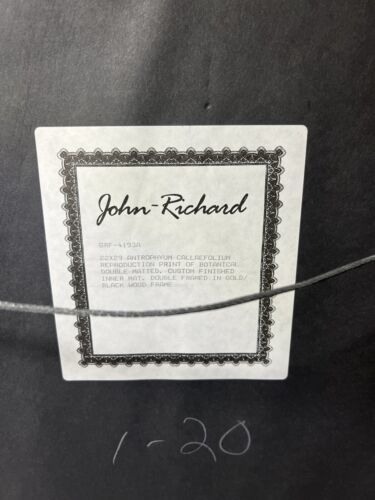 John-Richard
GRF-4193A
22X29 ANTROPHYUM CALLAEFOLIUM
REPRODUCTION PRINT OF BOTANICAL
DOUBLE MATTED, CUSTOM FINISHED
INNER MAT, DOUBLE FRAMED IN GOLD/
BLACK WOOD FRAME
1-20